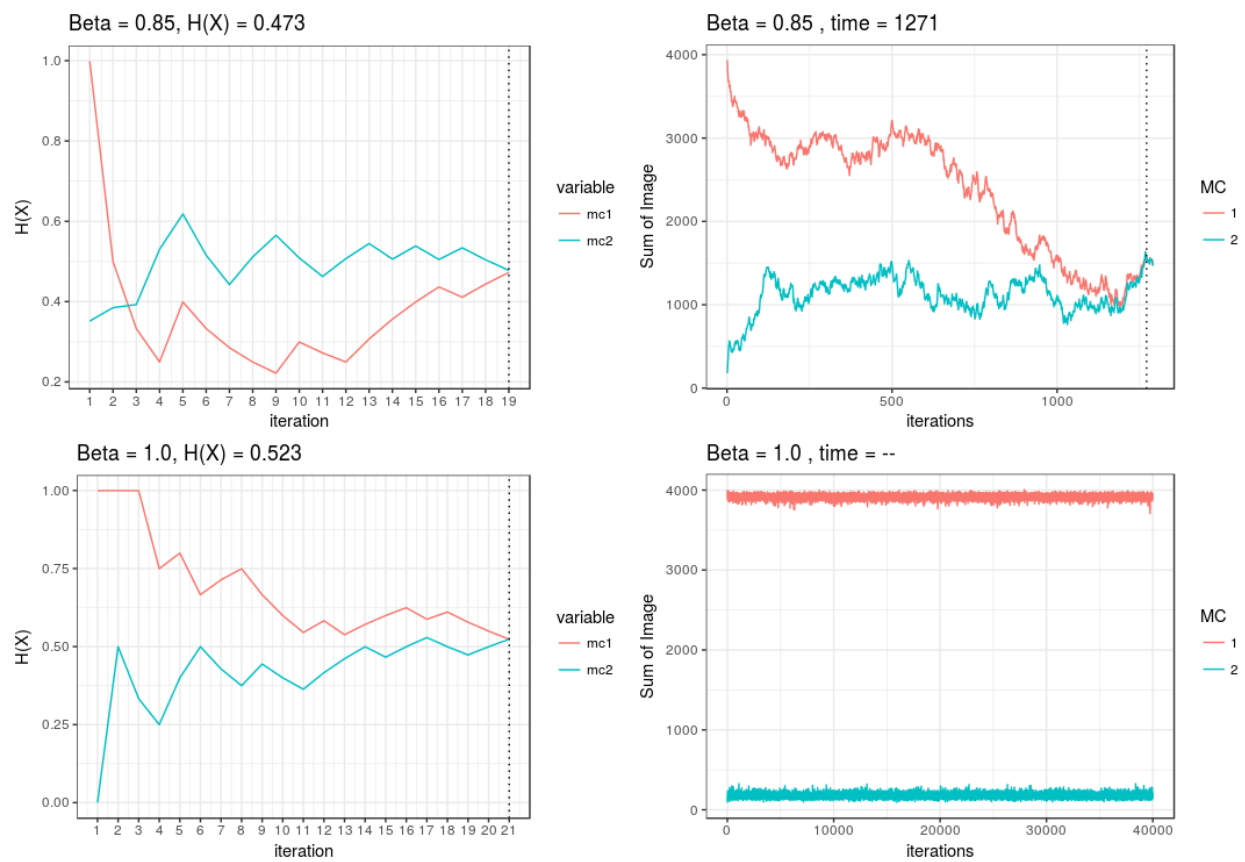 Beta = 0.85, H(X) = 0.473
1.0
0.8
0.6
0.4
0.2
H(X)
1 2 3 4 5 6 7 8 9 10 11 12 13 14 15 16 17 18 19
iteration
variable
mc1
mc2
Beta = 0.85 , time = 1271
4000
3000
2000
1000
0
Sum of Image
0 500 1000
iterations
MC
1
2
Beta = 1.0, H(X) = 0.523
1.00
0.75
0.50
0.25
0.00
H(X)
1 2 3 4 5 6 7 8 9 10 11 12 13 14 15 16 17 18 19 20 21
iteration
variable
mc1
mc2
Beta = 1.0 , time = --
4000
3000
2000
1000
0
Sum of Image
0 10000 20000 30000 40000
iterations
MC
1
2